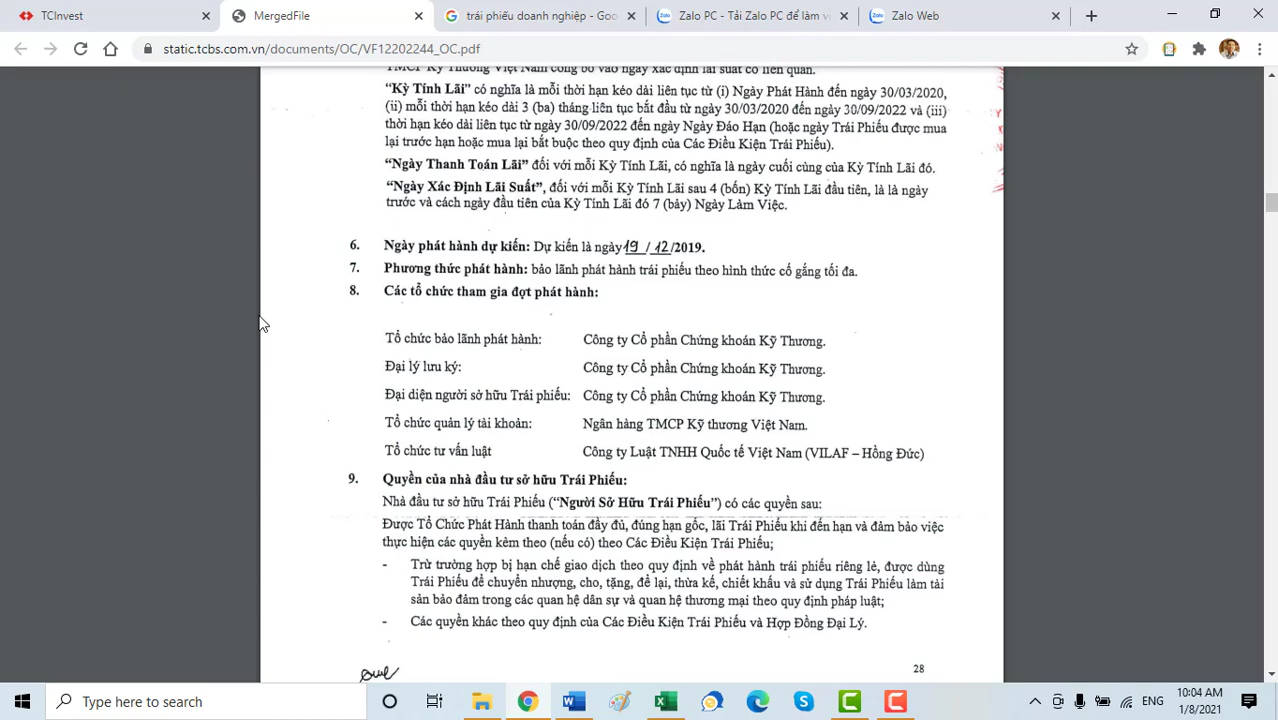 TCInvest
MergedFile
trái phiếu doanh nghiệp - Goo
Zalo PC - Tải Zalo PC để làm v
Zalo Web
static.tcbs.com.vn/documents/OC/VF12202244_OC.pdf
TMCP Kỹ Thương Việt Nam công bố vào ngày xác định lãi suất có liên quan.
“Kỳ Tính Lãi” có nghĩa là mỗi thời hạn kéo dài liên tục từ (i) Ngày Phát Hành đến ngày 30/03/2020,
(ii) mỗi thời hạn kéo dài 3 (ba) tháng liên tục bắt đầu từ ngày 30/03/2020 đến ngày 30/09/2022 và (iii)
thời hạn kéo dài liên tục từ ngày 30/09/2022 đến ngày Ngày Đáo Hạn (hoặc ngày Trái Phiếu được mua
lại trước hạn hoặc mua lại bắt buộc theo quy định của Các Điều Kiện Trái Phiếu).
“Ngày Thanh Toán Lãi” đối với mỗi Kỳ Tính Lãi, có nghĩa là ngày cuối cùng của Kỳ Tính Lãi đó.
“Ngày Xác Định Lãi Suất”, đối với mỗi Kỳ Tính Lãi sau 4 (bốn) Kỳ Tính Lãi đầu tiên, là là ngày
trước và cách ngày đầu tiên của Kỳ Tính Lãi đó 7 (bảy) Ngày Làm Việc.
6. Ngày phát hành dự kiến: Dự kiến là ngày 19 / 12 /2019.
7. Phương thức phát hành: bảo lãnh phát hành trái phiếu theo hình thức cố gắng tối đa.
8. Các tổ chức tham gia đợt phát hành:
Tổ chức bảo lãnh phát hành: Công ty Cổ phần Chứng khoán Kỹ Thương.
Đại lý lưu ký: Công ty Cổ phần Chứng khoán Kỹ Thương.
Đại diện người sở hữu Trái phiếu: Công ty Cổ phần Chứng khoán Kỹ Thương.
Tổ chức quản lý tài khoản: Ngân hàng TMCP Kỹ thương Việt Nam.
Tổ chức tư vấn luật Công ty Luật TNHH Quốc tế Việt Nam (VILAF – Hồng Đức)
9. Quyền của nhà đầu tư sở hữu Trái Phiếu:
Nhà đầu tư sở hữu Trái Phiếu (“Người Sở Hữu Trái Phiếu”) có các quyền sau:
Được Tổ Chức Phát Hành thanh toán đầy đủ, đúng hạn gốc, lãi Trái Phiếu khi đến hạn và đảm bảo việc
thực hiện các quyền kèm theo (nếu có) theo Các Điều Kiện Trái Phiếu;
- Trừ trường hợp bị hạn chế giao dịch theo quy định về phát hành trái phiếu riêng lẻ, được dùng
Trái Phiếu để chuyển nhượng, cho, tặng, để lại, thừa kế, chiết khấu và sử dụng Trái Phiếu làm tài
sản bảo đảm trong các quan hệ dân sự và quan hệ thương mại theo quy định pháp luật;
- Các quyền khác theo quy định của Các Điều Kiện Trái Phiếu và Hợp Đồng Đại Lý.
28
Type here to search
ENG
10:04 AM
1/8/2021